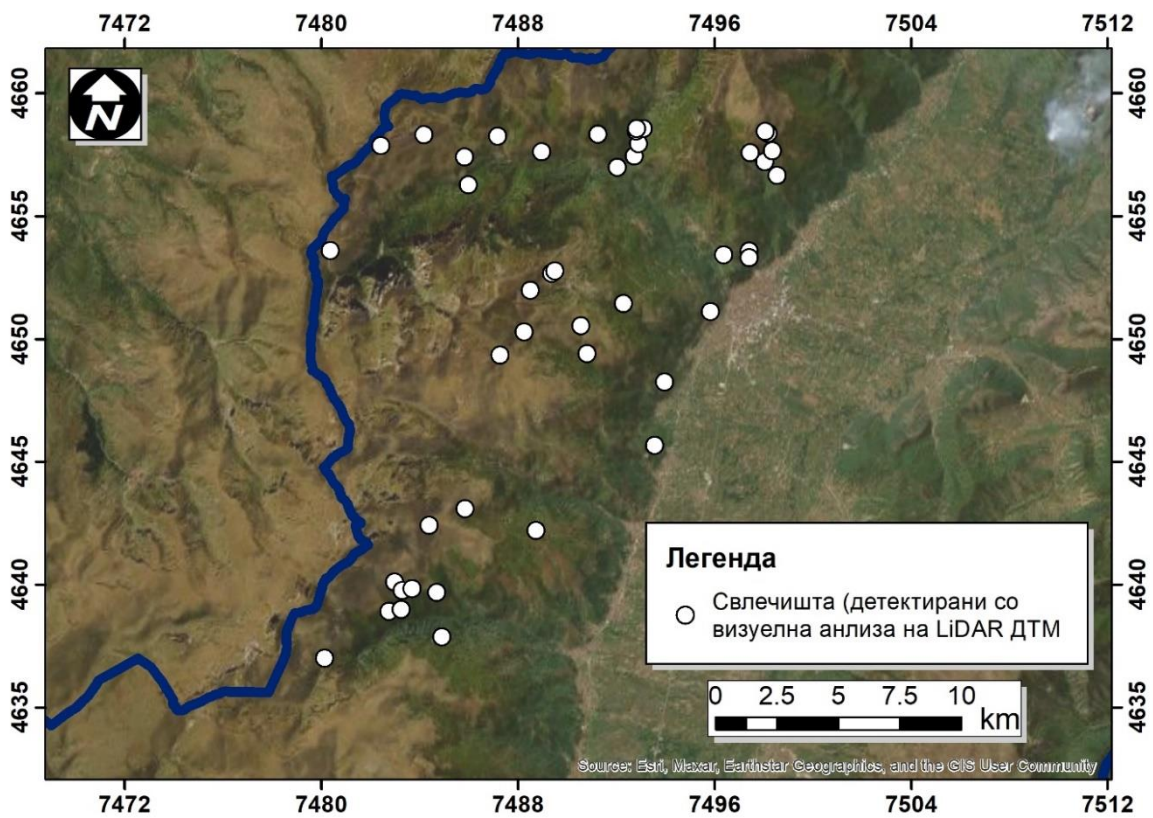 7472 7480 7488 7496 7504 7512
4660 4660
N
4655 4655
4650 4650
4645 4645
Легенда
Свлечишта (детектирани со
визуелна анлиза на LiDAR ДТМ
4640 4640
0 2.5 5 7.5 10
km
4635 4635
Source: Esri, Maxar, Earthstar Geographics, and the GIS User Community
7472 7480 7488 7496 7504 7512